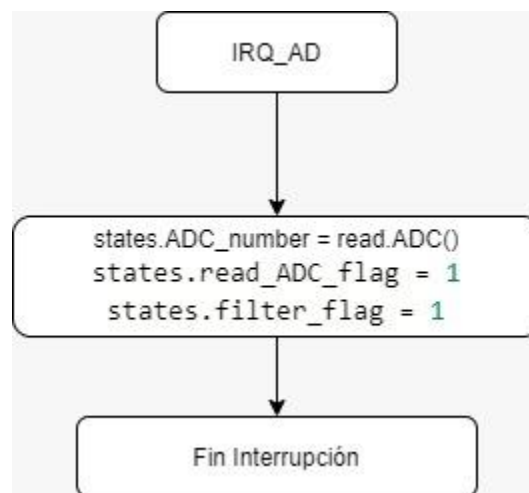 IRQ_AD
states.ADC_number = read.ADC()
states.read_ADC_flag = 1
states.filter_flag = 1
Fin Interrupción